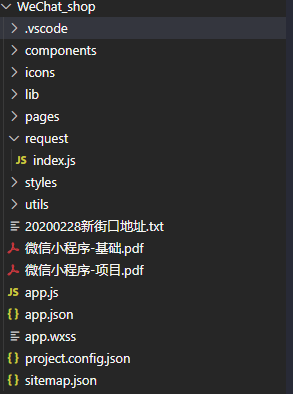 WeChat_shop
.vscode
components
icons
lib
pages
request
JS index.js
styles
utils
20200228新街口地址.txt
微信小程序-基础.pdf
微信小程序-项目.pdf
JS app.js
{} app.json
app.wxss
{} project.config.json
{} sitemap.json